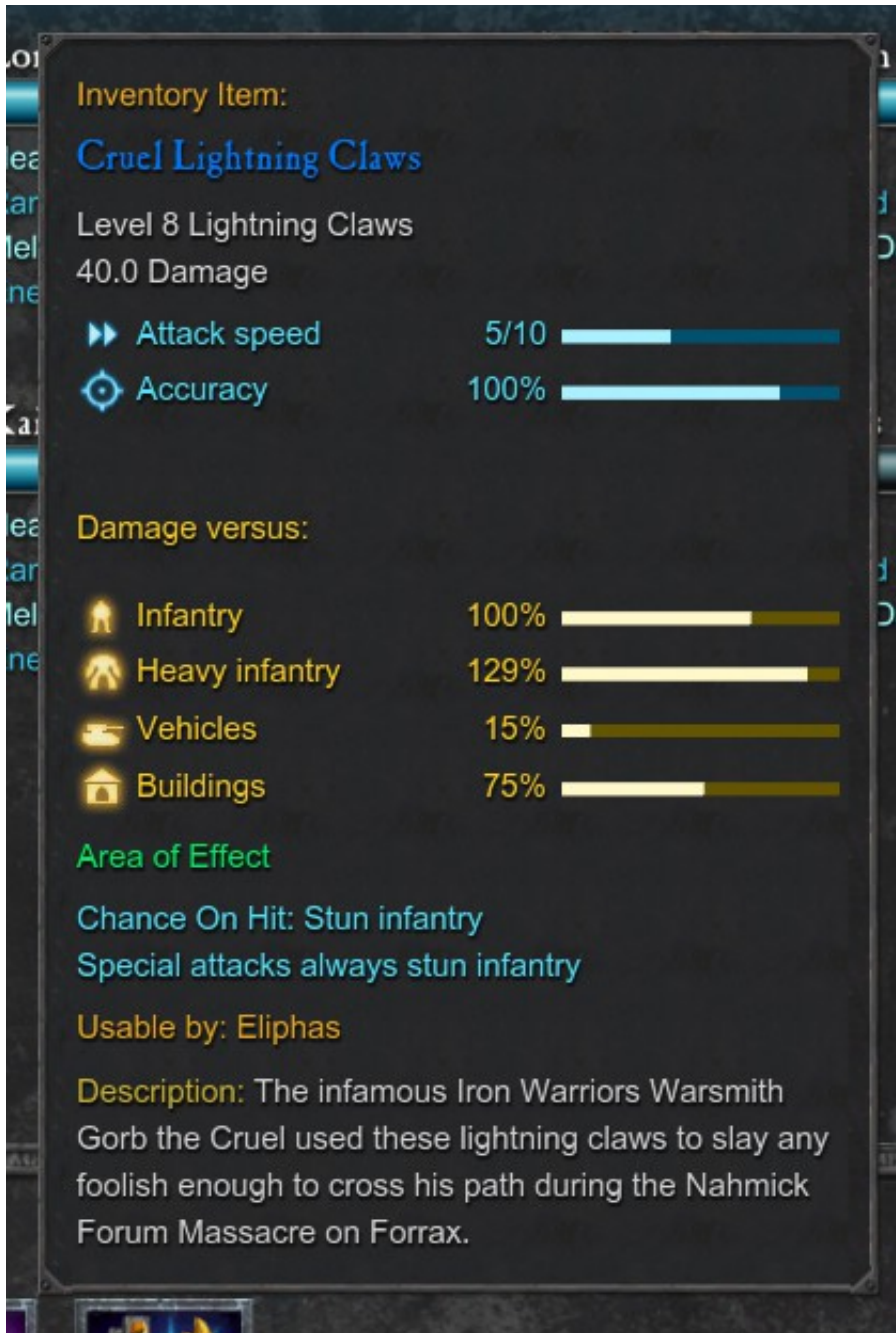 Inventory Item:
Cruel Lightning Claws
Level 8 Lightning Claws
40.0 Damage
Attack speed 5/10
Accuracy 100%
Damage versus:
Infantry 100%
Heavy infantry 129%
Vehicles 15%
Buildings 75%
Area of Effect
Chance On Hit: Stun infantry
Special attacks always stun infantry
Usable by: Eliphas
Description: The infamous Iron Warriors Warsmith
Gorb the Cruel used these lightning claws to slay any
foolish enough to cross his path during the Nahmick
Forum Massacre on Forrax.